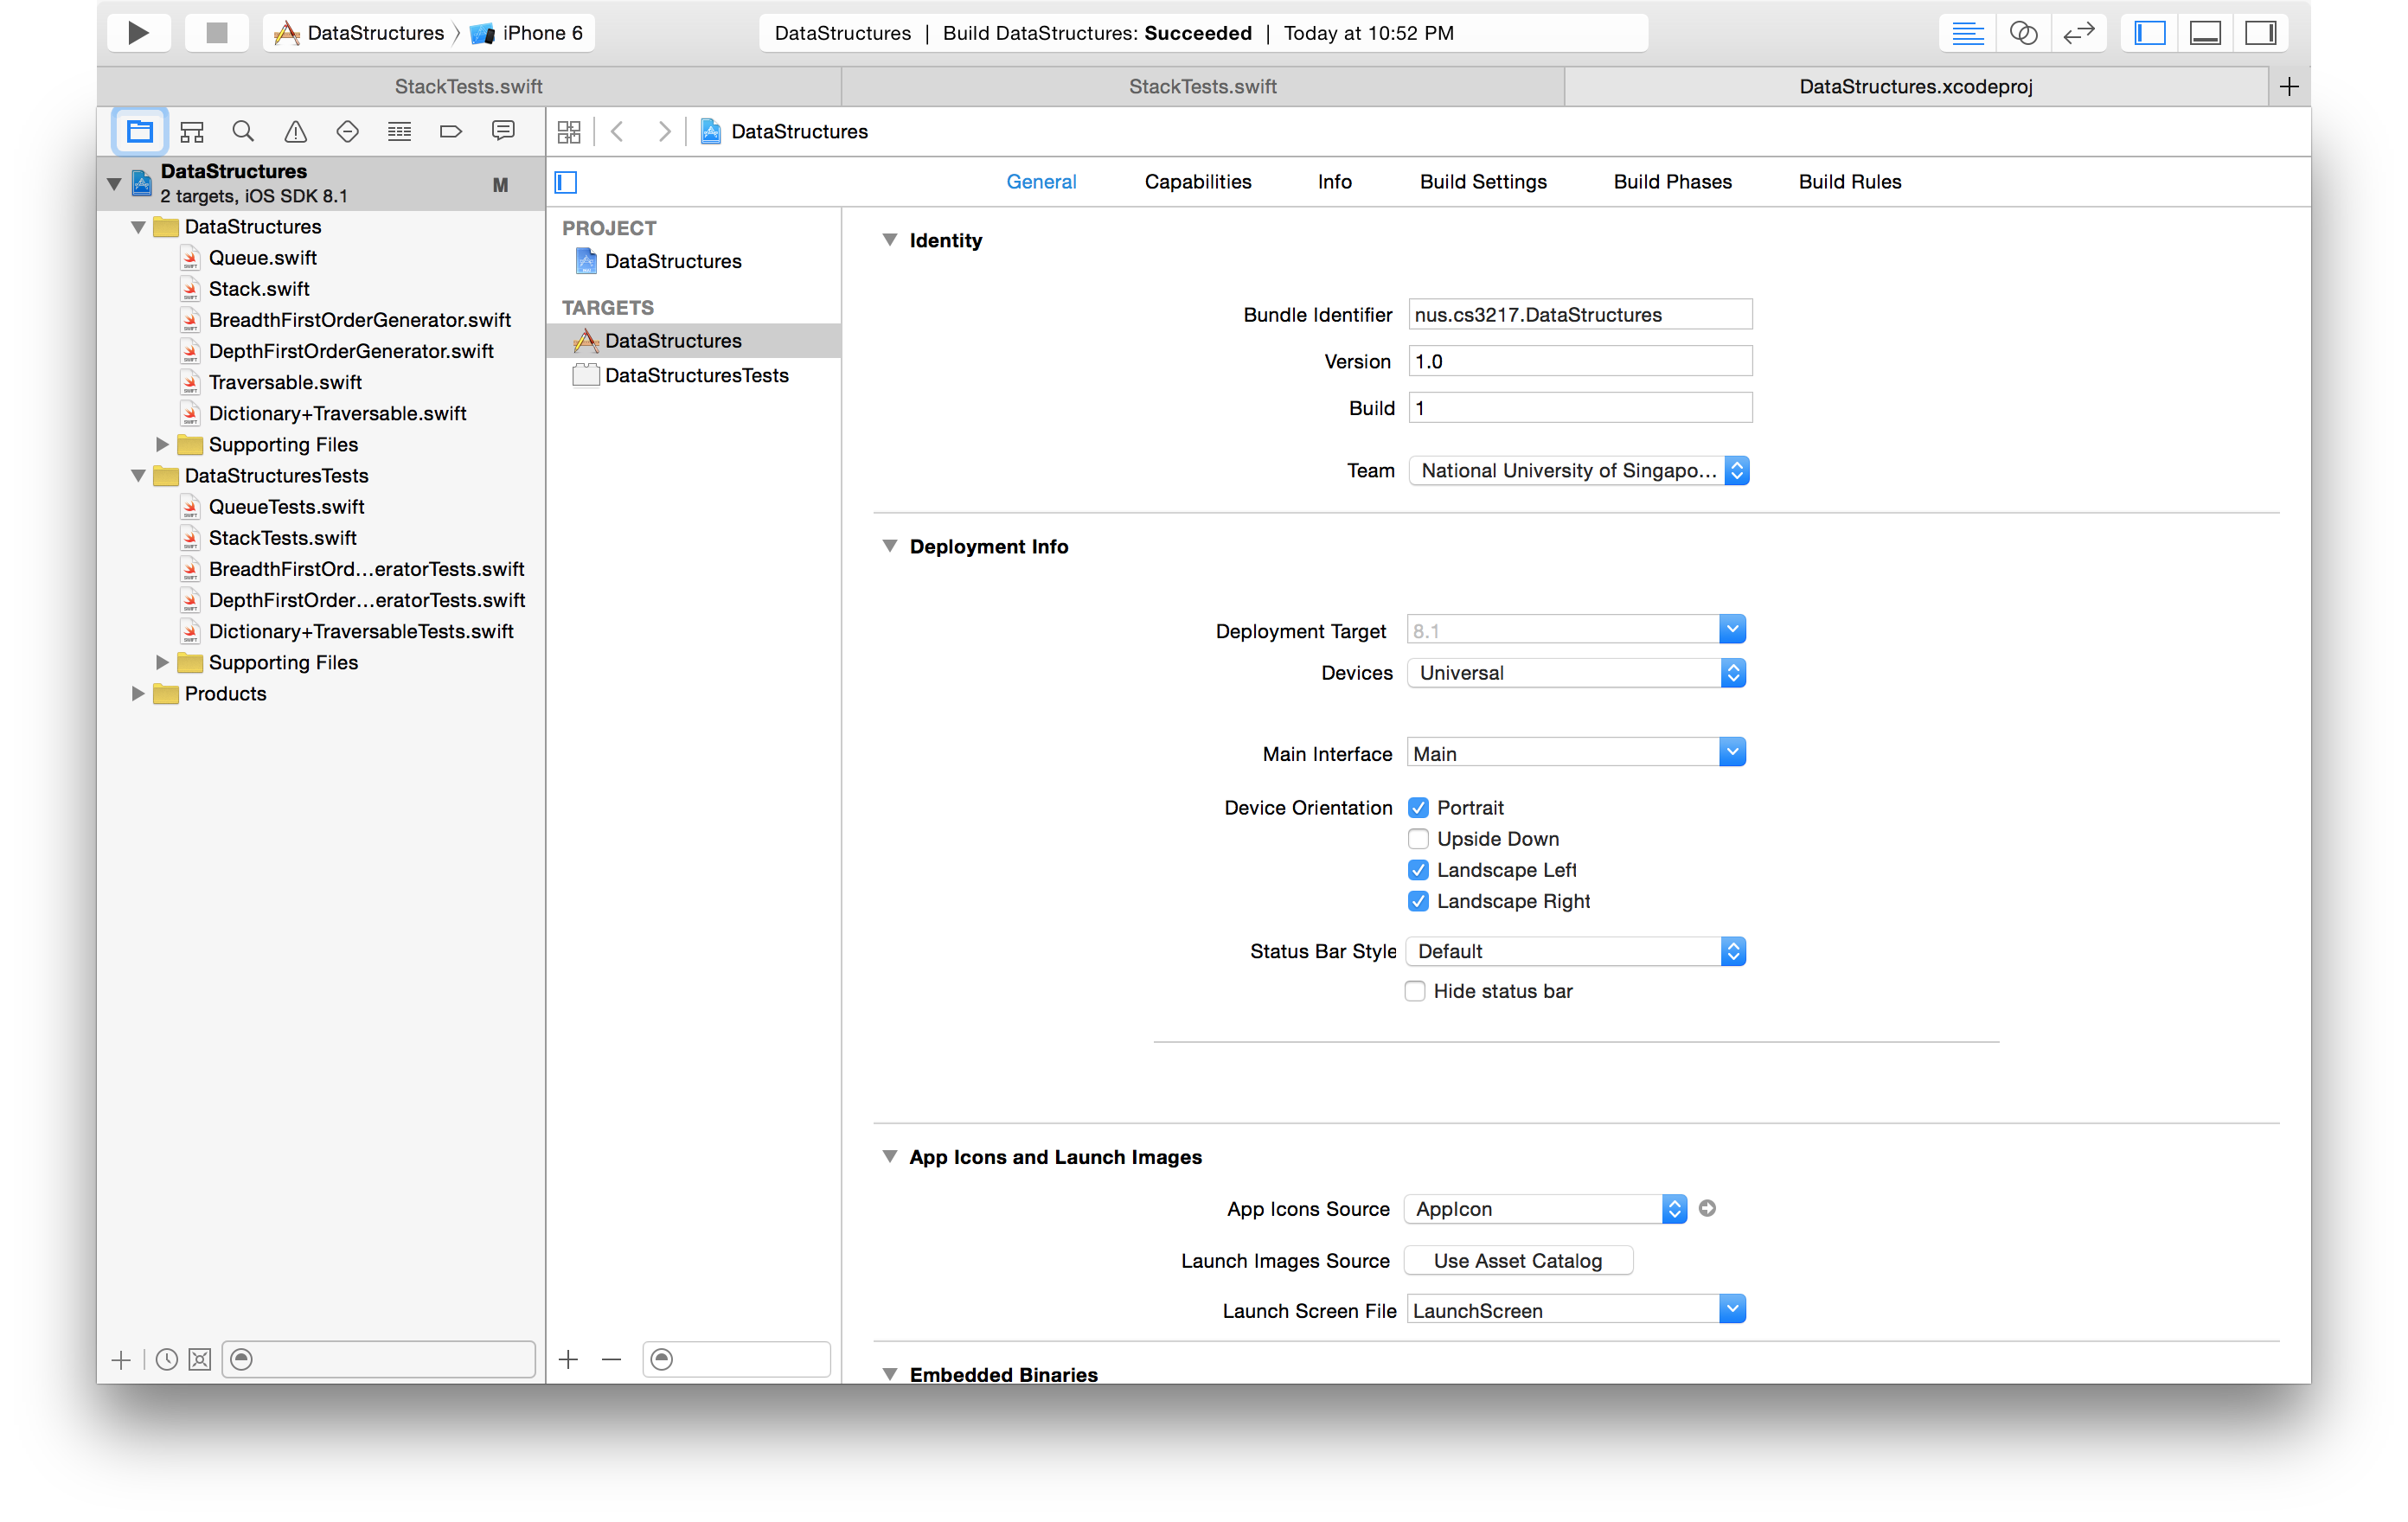 DataStructures 〉 iPhone 6
DataStructures | Build DataStructures: Succeeded | Today at 10:52 PM
StackTests.swift
StackTests.swift
DataStructures.xcodeproj
DataStructures
2 targets, iOS SDK 8.1
M
DataStructures
Queue.swift
Stack.swift
BreadthFirstOrderGenerator.swift
DepthFirstOrderGenerator.swift
Traversable.swift
Dictionary+Traversable.swift
Supporting Files
DataStructuresTests
QueueTests.swift
StackTests.swift
BreadthFirstOrd...eratorTests.swift
DepthFirstOrder...eratorTests.swift
Dictionary+TraversableTests.swift
Supporting Files
Products
DataStructures
General Capabilities Info Build Settings Build Phases Build Rules
PROJECT
DataStructures
TARGETS
DataStructures
DataStructuresTests
Identity
Bundle Identifier nus.cs3217.DataStructures
Version 1.0
Build 1
Team National University of Singapo...
Deployment Info
Deployment Target 8.1
Devices Universal
Main Interface Main
Device Orientation Portrait
Upside Down
Landscape Left
Landscape Right
Status Bar Style Default
Hide status bar
App Icons and Launch Images
App Icons Source AppIcon
Launch Images Source Use Asset Catalog
Launch Screen File LaunchScreen
Embedded Binaries